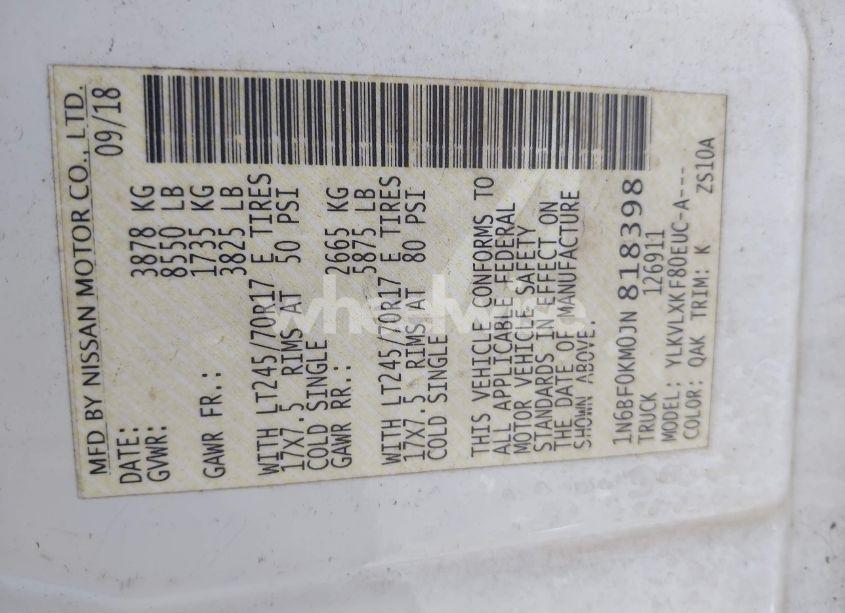 MFD BY NISSAN MOTOR CO., LTD.
DATE: 09/18
GVWR: 3878 KG
8550 LB
GAWR FR.: 1735 KG
3825 LB
WITH LT245/70R17 E TIRES
17X7.5 RIMS AT 50 PSI
COLD SINGLE
GAWR RR.: 2665 KG
5875 LB
WITH LT245/70R17 E TIRES
17X7.5 RIMS AT 80 PSI
COLD SINGLE
THIS VEHICLE CONFORMS TO
ALL APPLICABLE FEDERAL
MOTOR VEHICLE SAFETY
STANDARDS IN EFFECT ON
THE DATE OF MANUFACTURE
SHOWN ABOVE.
1N6BF0KM0JN818398
TRUCK 126911
MODEL: YLKVLXKF80EUC-A---
COLOR: QAK TRIM: K ZS10A
wheelwire